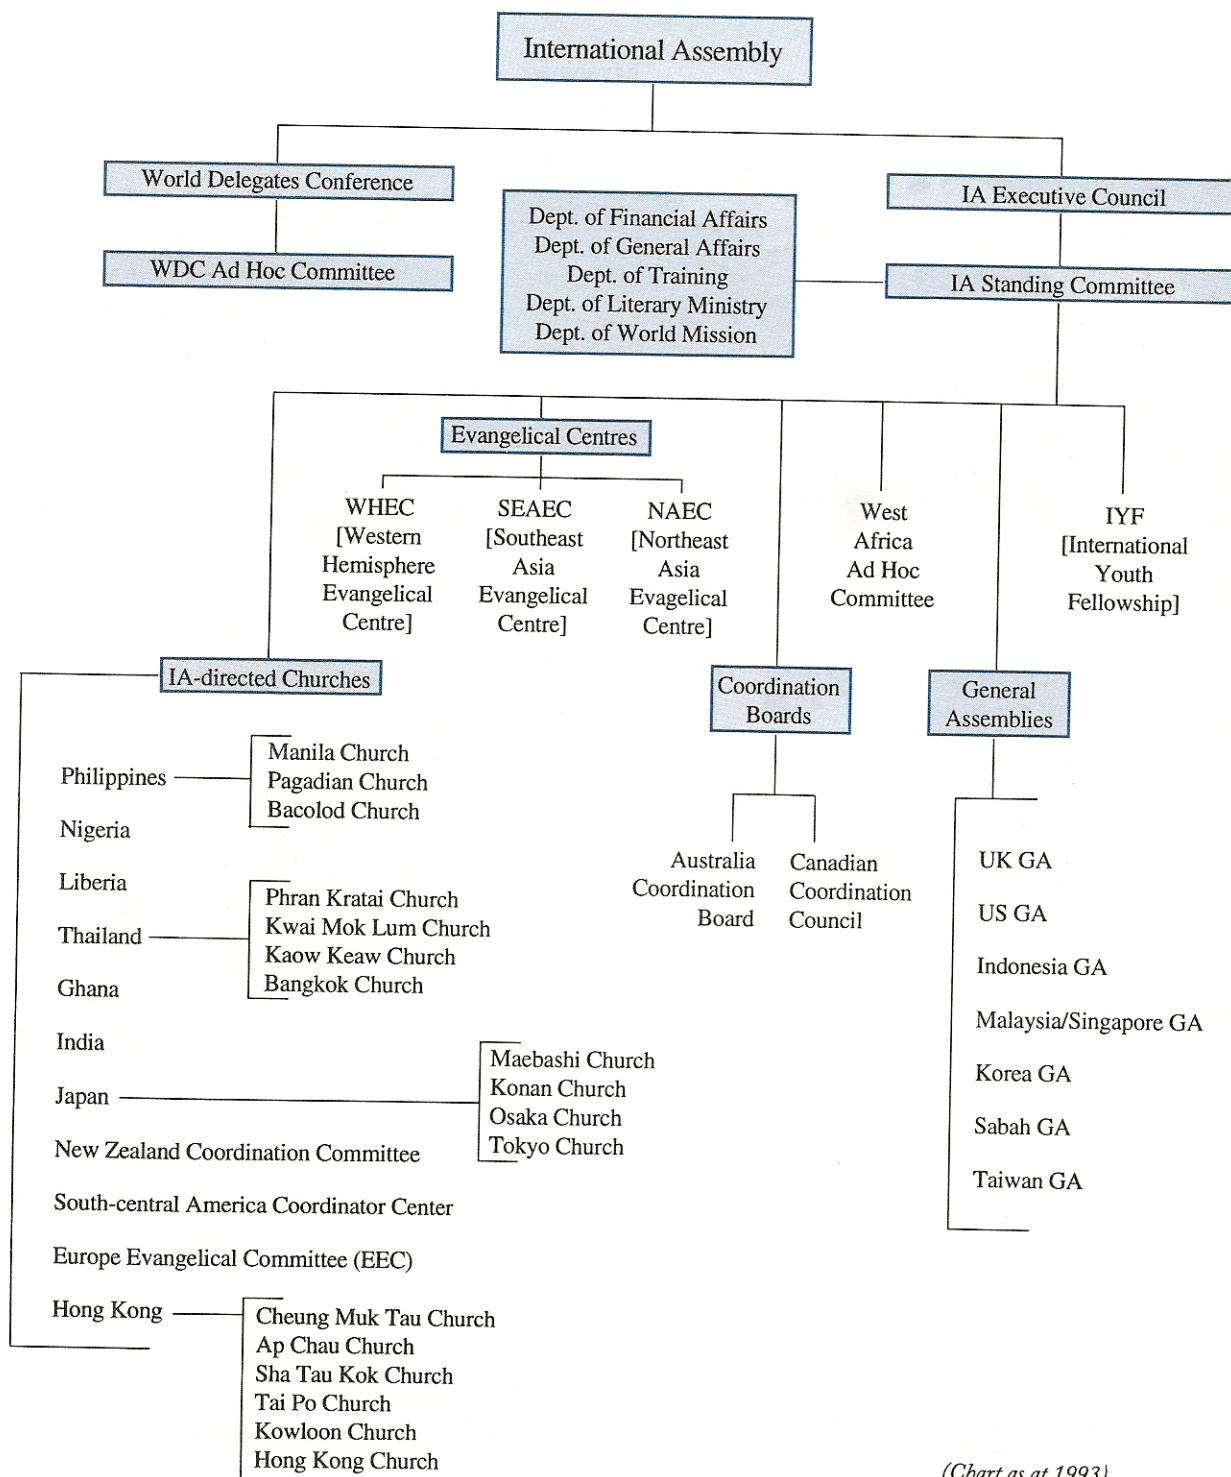 International Assembly
World Delegates Conference
IA Executive Council
WDC Ad Hoc Committee
Dept. of Financial Affairs
Dept. of General Affairs
Dept. of Training
Dept. of Literary Ministry
Dept. of World Mission
IA Standing Committee
Evangelical Centres
WHEC
[Western
Hemisphere
Evangelical
Centre]
SEAEC
[Southeast
Asia
Evangelical
Centre]
NAEC
[Northeast
Asia
Evagelical
Centre]
West
Africa
Ad Hoc
Committee
IYF
[International
Youth
Fellowship]
IA-directed Churches
Philippines
Manila Church
Pagadian Church
Bacolod Church
Nigeria
Liberia
Thailand
Phran Kratai Church
Kwai Mok Lum Church
Kaow Keaw Church
Bangkok Church
Ghana
India
Japan
Maebashi Church
Konan Church
Osaka Church
Tokyo Church
New Zealand Coordination Committee
South-central America Coordinator Center
Europe Evangelical Committee (EEC)
Hong Kong
Cheung Muk Tau Church
Ap Chau Church
Sha Tau Kok Church
Tai Po Church
Kowloon Church
Hong Kong Church
Coordination
Boards
Australia
Coordination
Board
Canadian
Coordination
Council
General
Assemblies
UK GA
US GA
Indonesia GA
Malaysia/Singapore GA
Korea GA
Sabah GA
Taiwan GA
(Chart as at 1993)